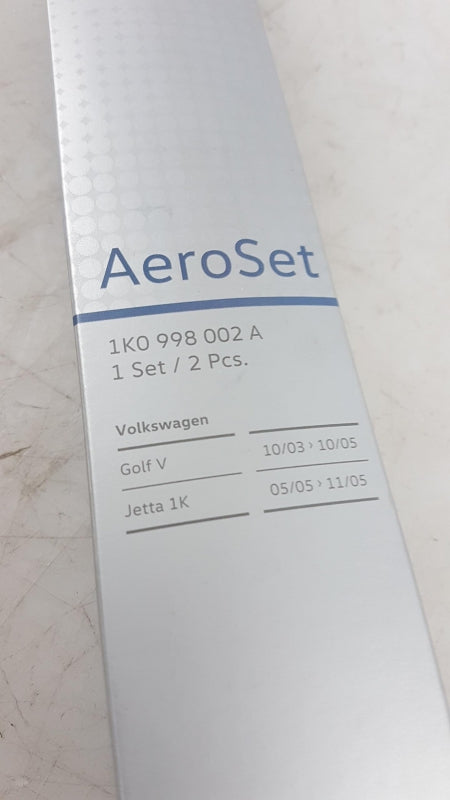 AeroSet
1K0 998 002 A
1 Set / 2 Pcs.
Volkswagen
Golf V 10/03 › 10/05
Jetta 1K 05/05 › 11/05